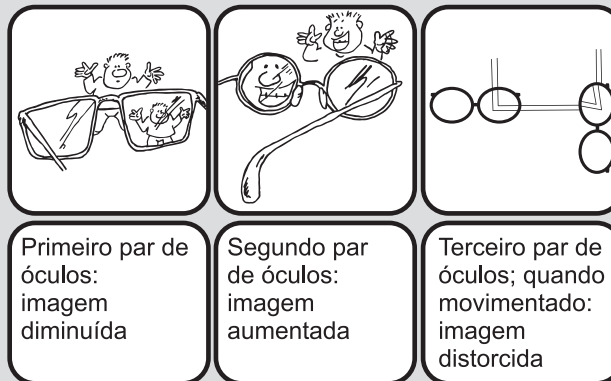 Primeiro par de
óculos:
imagem
diminuída
Segundo par
de óculos:
imagem
aumentada
Terceiro par de
óculos; quando
movimentado:
imagem
distorcida